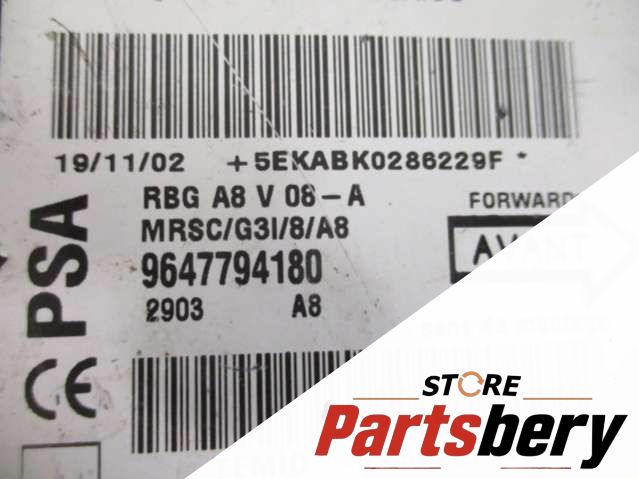 19/11/02 +5EKABK0286229F*
RBG A8 V 08-A
MRSC/G3I/8/A8
9647794180
2903 A8
PSA
CE
FORWARD
AVANT
STORE
Partsbery